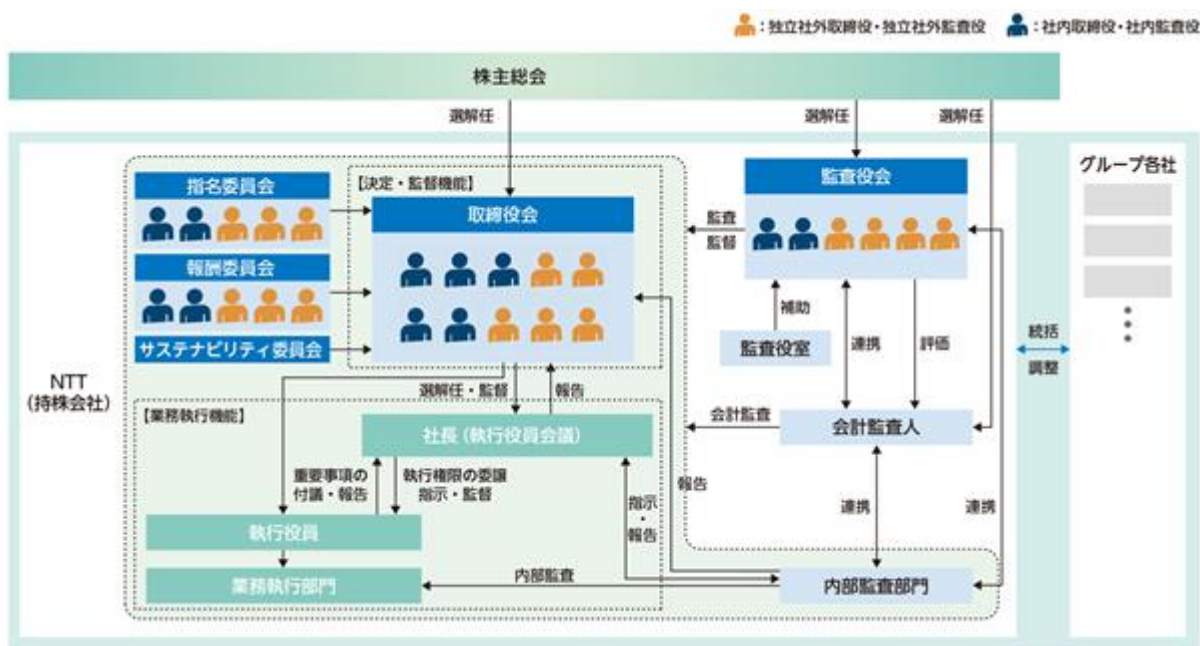 ：独立社外取締役・独立社外監査役
：社内取締役・社内監査役
株主総会
選解任
選解任
選解任
グループ各社
指名委員会
【決定・監督機能】
取締役会
監査役会
監査
監督
報酬委員会
サステナビリティ委員会
補助
監査役室
連携
評価
統括
調整
NTT
（持株会社）
選解任・監督
報告
【業務執行機能】
社長（執行役員会議）
会計監査
会計監査人
重要事項の
付議・報告
執行権限の委譲
指示・監督
報告
指示
・
報告
連携
連携
執行役員
業務執行部門
内部監査
内部監査部門